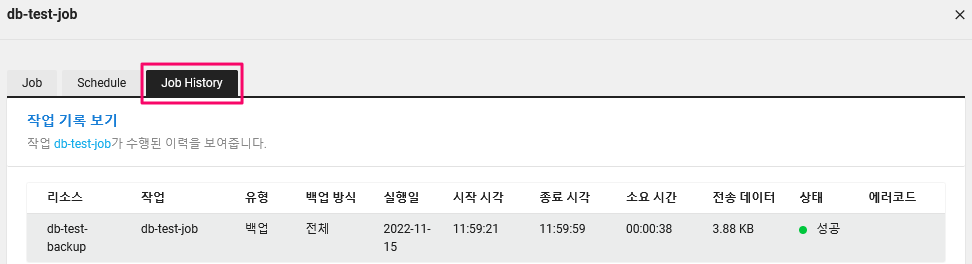 db-test-job ×
Job Schedule Job History
작업 기록 보기
작업 db-test-job가 수행된 이력을 보여줍니다.
리소스 작업 유형 백업 방식 실행일 시작 시각 종료 시각 소요 시간 전송 데이터 상태 에러코드
db-test- db-test-job 백업 전체 2022-11- 11:59:21 11:59:59 00:00:38 3.88 KB 성공
backup 15